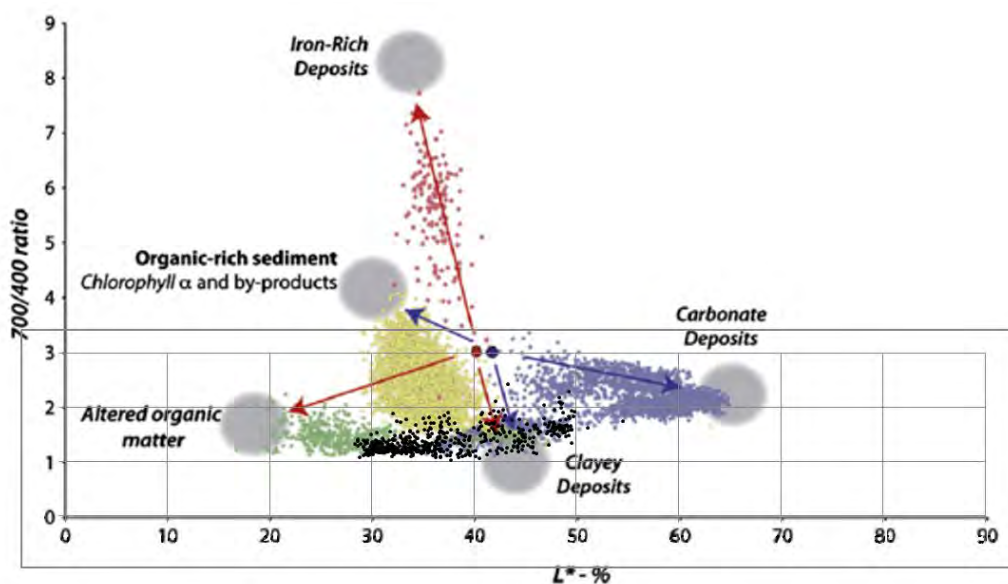 9
8
7
6
5
4
3
2
1
0
700/400 ratio
Iron-Rich
Deposits
Organic-rich sediment
Chlorophyll α and by-products
Carbonate
Deposits
Altered organic
matter
Clayey
Deposits
0 10 20 30 40 50 60 70 80 90
L* - %